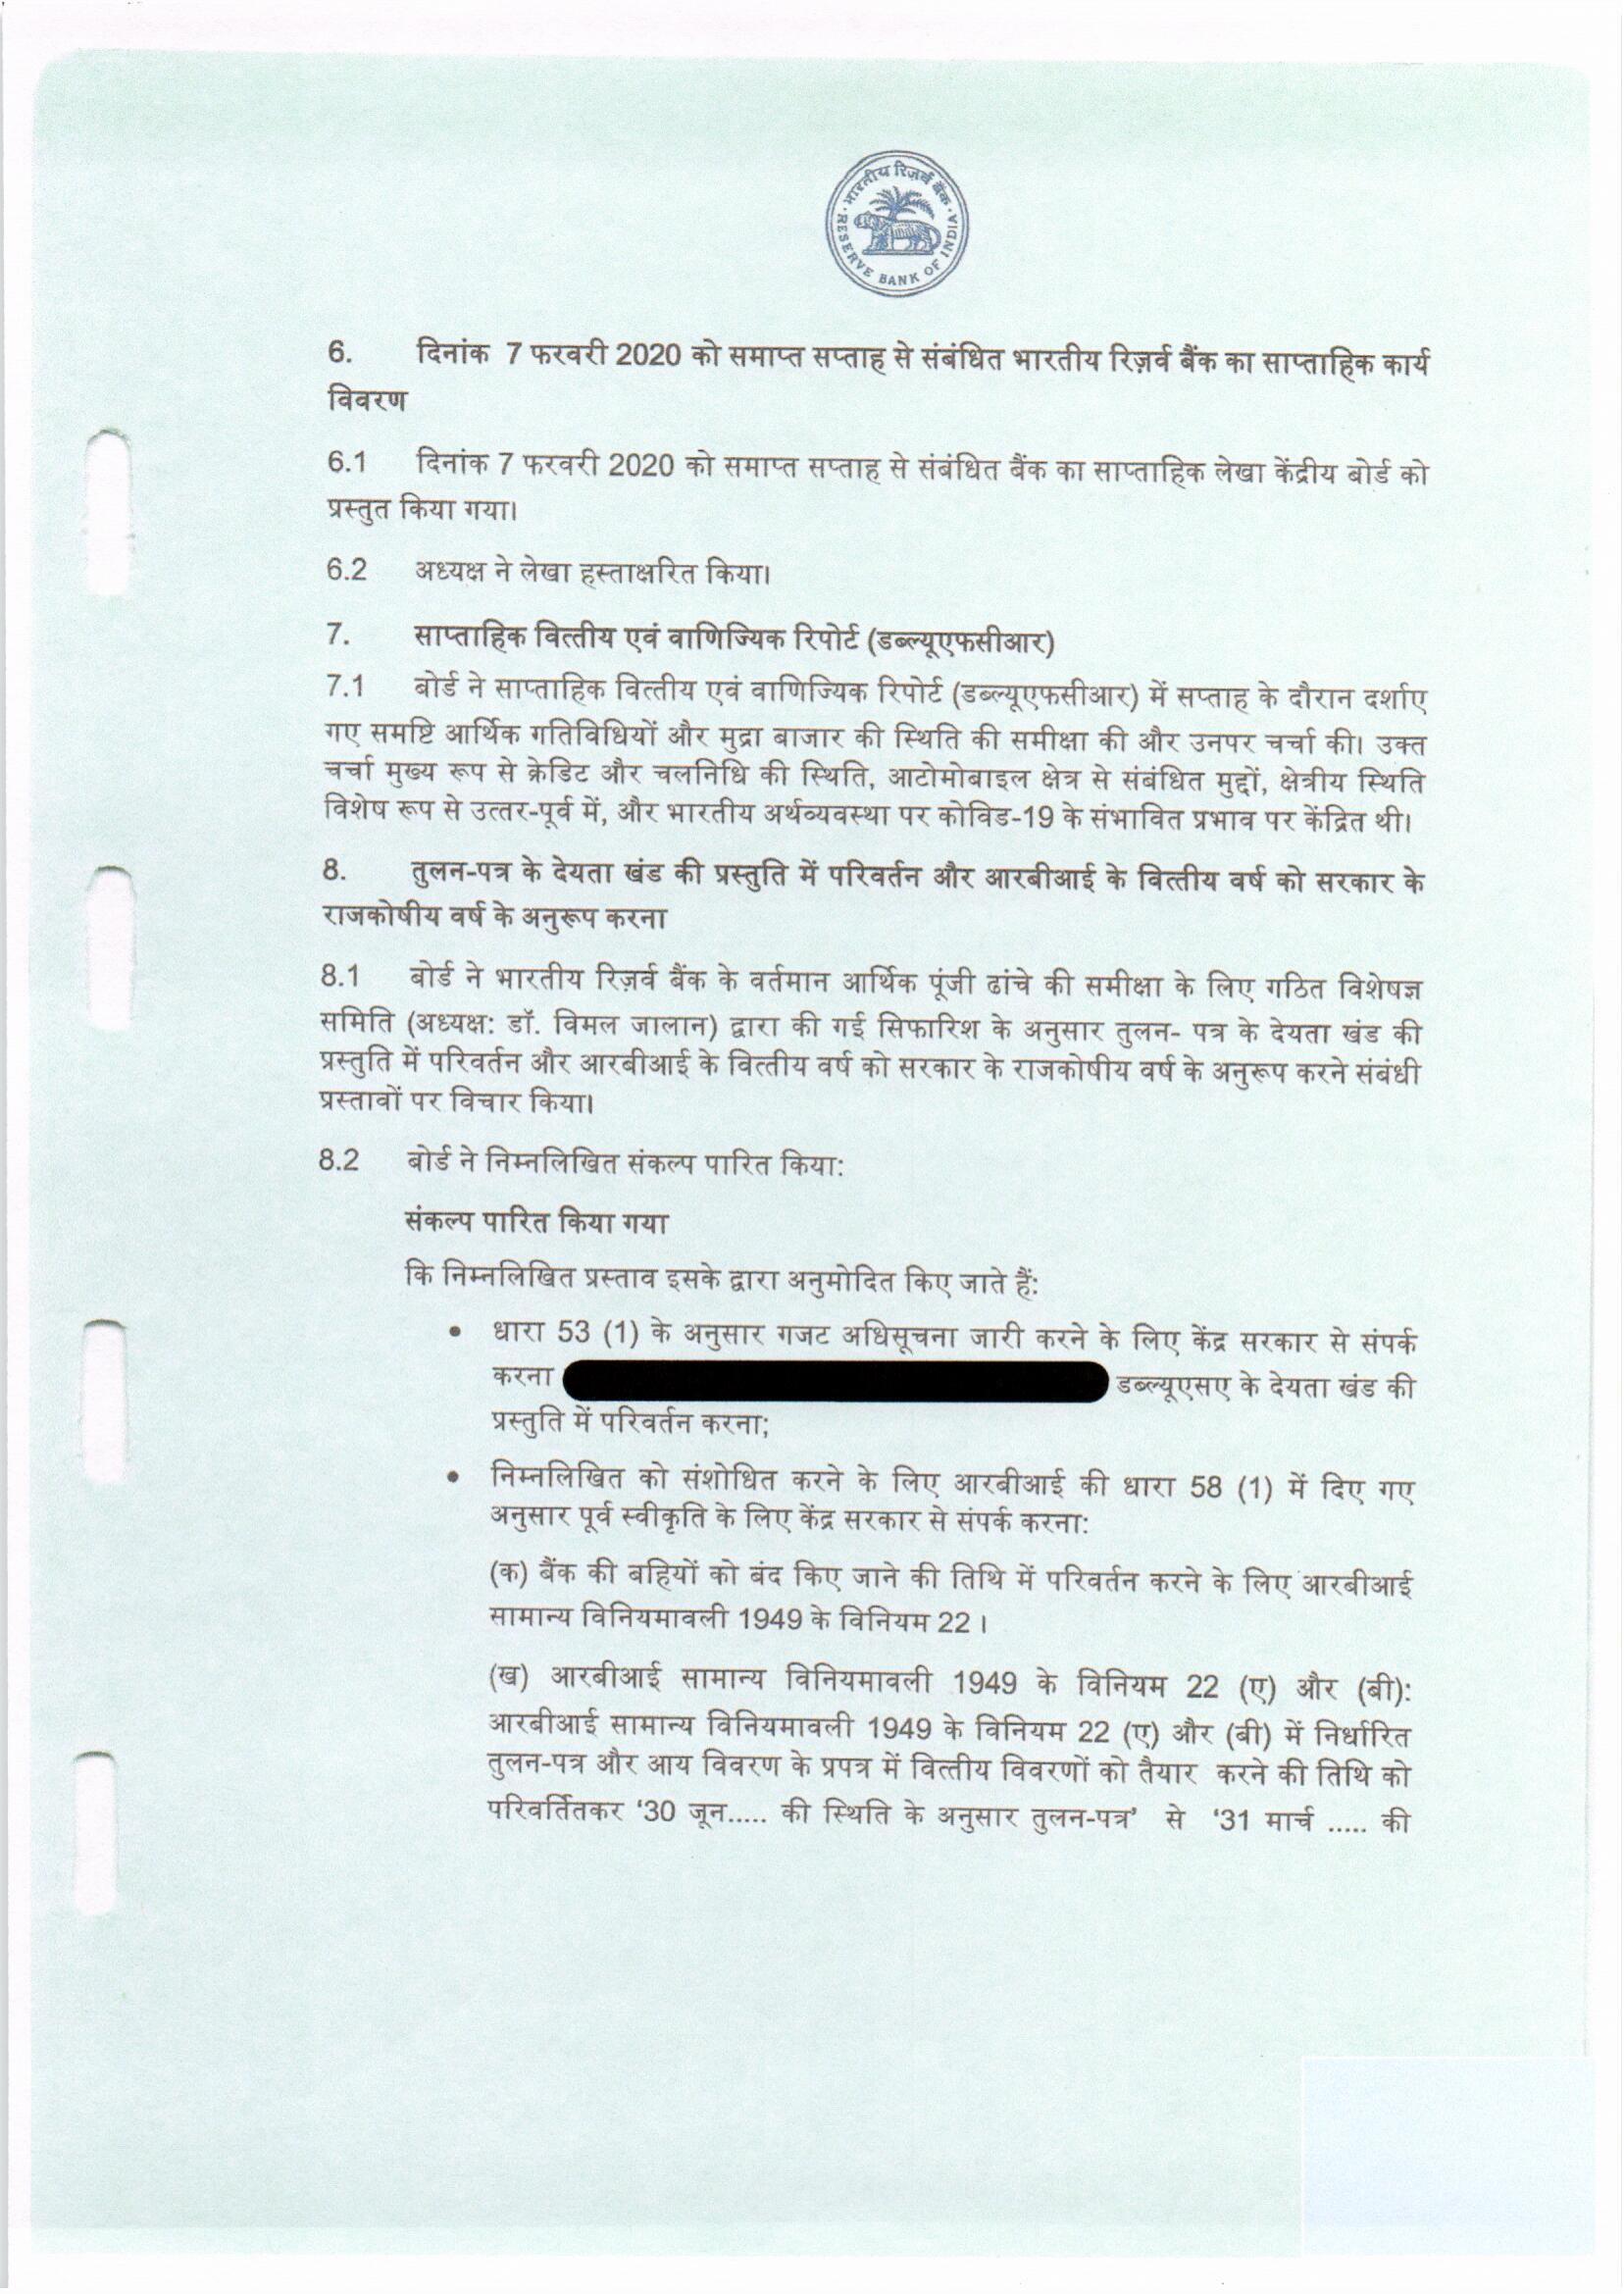 भारतीय रिज़र्व बैंक
RESERVE BANK OF INDIA
6. दिनांक 7 फरवरी 2020 को समाप्त सप्ताह से संबंधित भारतीय रिज़र्व बैंक का साप्ताहिक कार्य
विवरण
6.1 दिनांक 7 फरवरी 2020 को समाप्त सप्ताह से संबंधित बैंक का साप्ताहिक लेखा केंद्रीय बोर्ड को
प्रस्तुत किया गया।
6.2 अध्यक्ष ने लेखा हस्ताक्षरित किया।
7. साप्ताहिक वित्तीय एवं वाणिज्यिक रिपोर्ट (डब्ल्यूएफसीआर)
7.1 बोर्ड ने साप्ताहिक वित्तीय एवं वाणिज्यिक रिपोर्ट (डब्ल्यूएफसीआर) में सप्ताह के दौरान दर्शाए
गए समष्टि आर्थिक गतिविधियों और मुद्रा बाजार की स्थिति की समीक्षा की और उनपर चर्चा की। उक्त
चर्चा मुख्य रूप से क्रेडिट और चलनिधि की स्थिति, आटोमोबाइल क्षेत्र से संबंधित मुद्दों, क्षेत्रीय स्थिति
विशेष रूप से उत्तर-पूर्व में, और भारतीय अर्थव्यवस्था पर कोविड-19 के संभावित प्रभाव पर केंद्रित थी।
8. तुलन-पत्र के देयता खंड की प्रस्तुति में परिवर्तन और आरबीआई के वित्तीय वर्ष को सरकार के
राजकोषीय वर्ष के अनुरूप करना
8.1 बोर्ड ने भारतीय रिज़र्व बैंक के वर्तमान आर्थिक पूंजी ढांचे की समीक्षा के लिए गठित विशेषज्ञ
समिति (अध्यक्ष: डॉ. विमल जालान) द्वारा की गई सिफारिश के अनुसार तुलन- पत्र के देयता खंड की
प्रस्तुति में परिवर्तन और आरबीआई के वित्तीय वर्ष को सरकार के राजकोषीय वर्ष के अनुरूप करने संबंधी
प्रस्तावों पर विचार किया।
8.2 बोर्ड ने निम्नलिखित संकल्प पारित किया:
संकल्प पारित किया गया
कि निम्नलिखित प्रस्ताव इसके द्वारा अनुमोदित किए जाते हैं:
• धारा 53 (1) के अनुसार गजट अधिसूचना जारी करने के लिए केंद्र सरकार से संपर्क
करना डब्ल्यूएसए के देयता खंड की
प्रस्तुति में परिवर्तन करना;
• निम्नलिखित को संशोधित करने के लिए आरबीआई की धारा 58 (1) में दिए गए
अनुसार पूर्व स्वीकृति के लिए केंद्र सरकार से संपर्क करना:
(क) बैंक की बहियों को बंद किए जाने की तिथि में परिवर्तन करने के लिए आरबीआई
सामान्य विनियमावली 1949 के विनियम 22 ।
(ख) आरबीआई सामान्य विनियमावली 1949 के विनियम 22 (ए) और (बी):
आरबीआई सामान्य विनियमावली 1949 के विनियम 22 (ए) और (बी) में निर्धारित
तुलन-पत्र और आय विवरण के प्रपत्र में वित्तीय विवरणों को तैयार करने की तिथि को
परिवर्तितकर ‘30 जून..... की स्थिति के अनुसार तुलन-पत्र’ से ‘31 मार्च ..... की